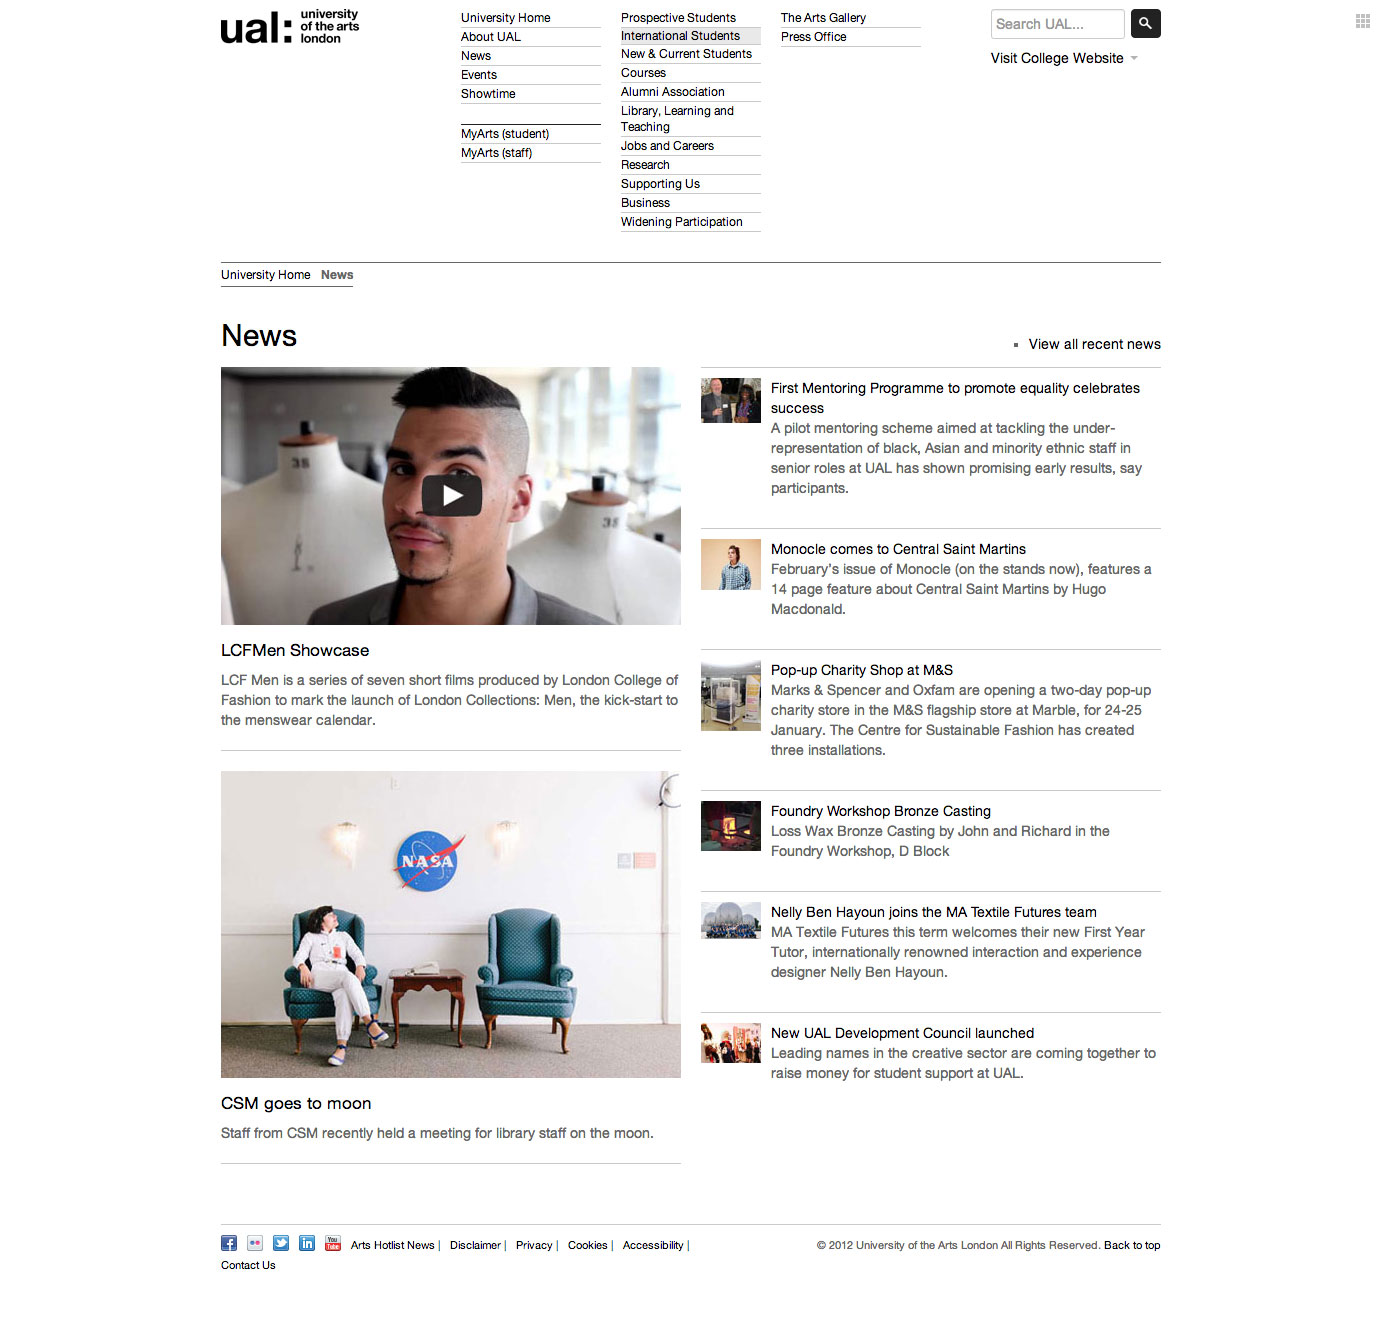 ual:
university
of the arts
london
University Home
About UAL
News
Events
Showtime
MyArts (student)
MyArts (staff)
Prospective Students
International Students
New & Current Students
Courses
Alumni Association
Library, Learning and
Teaching
Jobs and Careers
Research
Supporting Us
Business
Widening Participation
The Arts Gallery
Press Office
Search UAL...
Visit College Website
University Home News
News
View all recent news
38
38
LCFMen Showcase
LCF Men is a series of seven short films produced by London College of
Fashion to mark the launch of London Collections: Men, the kick-start to
the menswear calendar.
NASA
CSM goes to moon
Staff from CSM recently held a meeting for library staff on the moon.
First Mentoring Programme to promote equality celebrates
success
A pilot mentoring scheme aimed at tackling the under-
representation of black, Asian and minority ethnic staff in
senior roles at UAL has shown promising early results, say
participants.
Monocle comes to Central Saint Martins
February's issue of Monocle (on the stands now), features a
14 page feature about Central Saint Martins by Hugo
Macdonald.
Pop-up Charity Shop at M&S
Marks & Spencer and Oxfam are opening a two-day pop-up
charity store in the M&S flagship store at Marble, for 24-25
January. The Centre for Sustainable Fashion has created
three installations.
Foundry Workshop Bronze Casting
Loss Wax Bronze Casting by John and Richard in the
Foundry Workshop, D Block
Nelly Ben Hayoun joins the MA Textile Futures team
MA Textile Futures this term welcomes their new First Year
Tutor, internationally renowned interaction and experience
designer Nelly Ben Hayoun.
New UAL Development Council launched
Leading names in the creative sector are coming together to
raise money for student support at UAL.
You Tube Arts Hotlist News | Disclaimer | Privacy | Cookies | Accessibility |
Contact Us
© 2012 University of the Arts London All Rights Reserved. Back to top